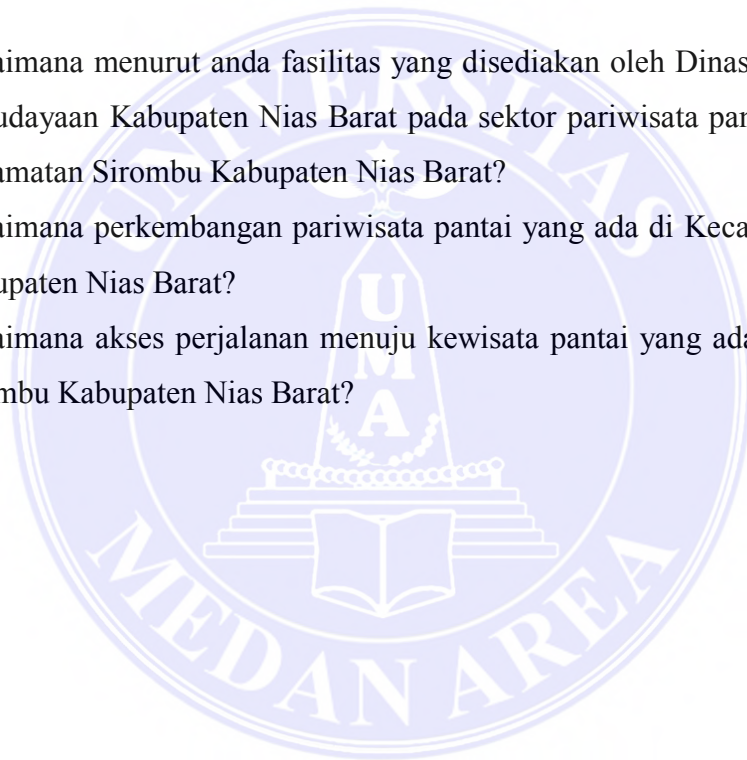 aimana menurut anda fasilitas yang disediakan oleh Dinas
udayaan Kabupaten Nias Barat pada sektor pariwisata
amatan Sirombu Kabupaten Nias Barat?
aimana perkembangan pariwisata pantai yang ada di
upaten Nias Barat?
aimana akses perjalanan menuju kewisata pantai yang ada
mbu Kabupaten Nias Barat?
UNIVERSITAS
UMA
MEDAN AREA